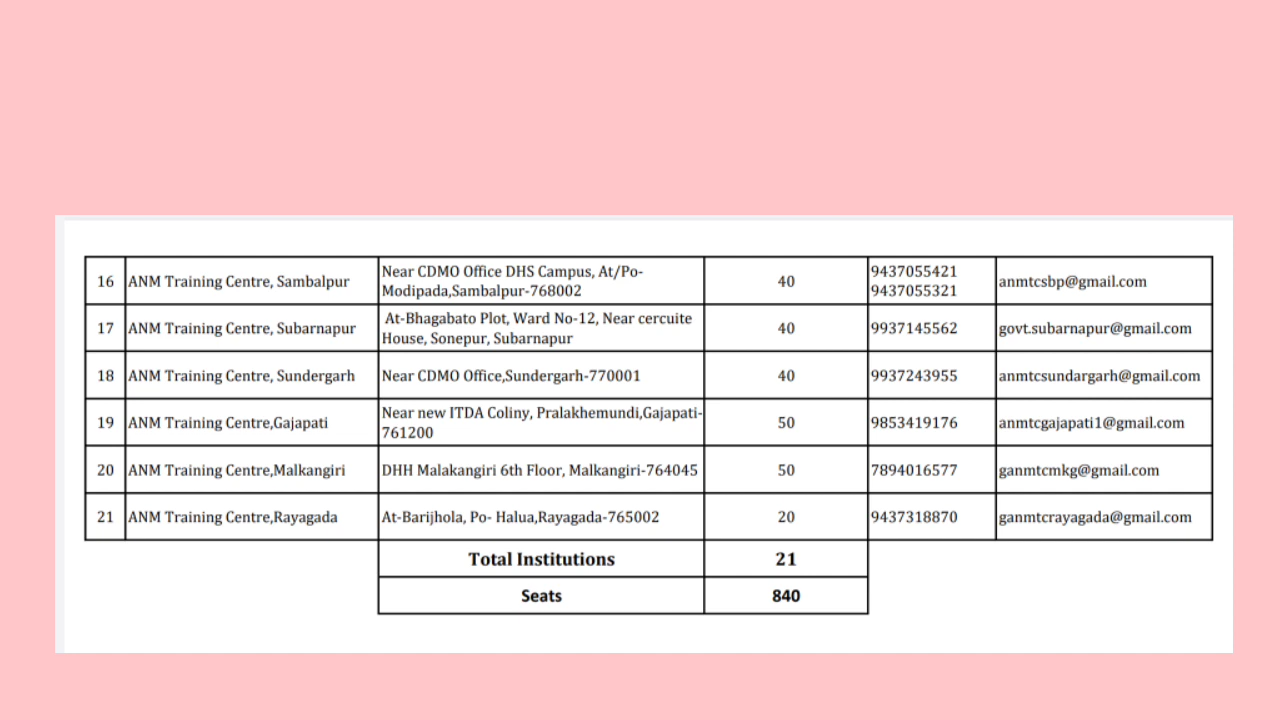 16 ANM Training Centre, Sambalpur Near CDMO Office DHS Campus, At/Po- 40 9437055421 anmtcsbp@gmail.com
Modipada,Sambalpur-768002 9437055321
17 ANM Training Centre, Subarnapur At-Bhagabato Plot, Ward No-12, Near cercuite 40 9937145562 govt.subarnapur@gmail.com
House, Sonepur, Subarnapur
18 ANM Training Centre, Sundergarh Near CDMO Office,Sundergarh-770001 40 9937243955 anmtcsundargarh@gmail.com
19 ANM Training Centre,Gajapati Near new ITDA Coliny, Pralakhemundi,Gajapati- 50 9853419176 anmtcgajapati1@gmail.com
761200
20 ANM Training Centre,Malkangiri DHH Malakangiri 6th Floor, Malkangiri-764045 50 7894016577 ganmtcmkg@gmail.com
21 ANM Training Centre,Rayagada At-Barijhola, Po- Halua,Rayagada-765002 20 9437318870 ganmtcrayagada@gmail.com
Total Institutions 21
Seats 840